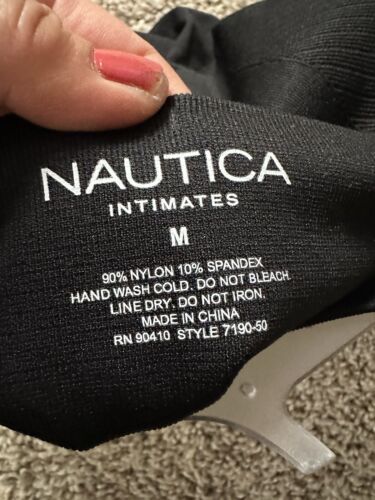 NAUTICA
INTIMATES
M
90% NYLON 10% SPANDEX
HAND WASH COLD. DO NOT BLEACH.
LINE DRY. DO NOT IRON.
MADE IN CHINA
RN 90410 STYLE 7190-50